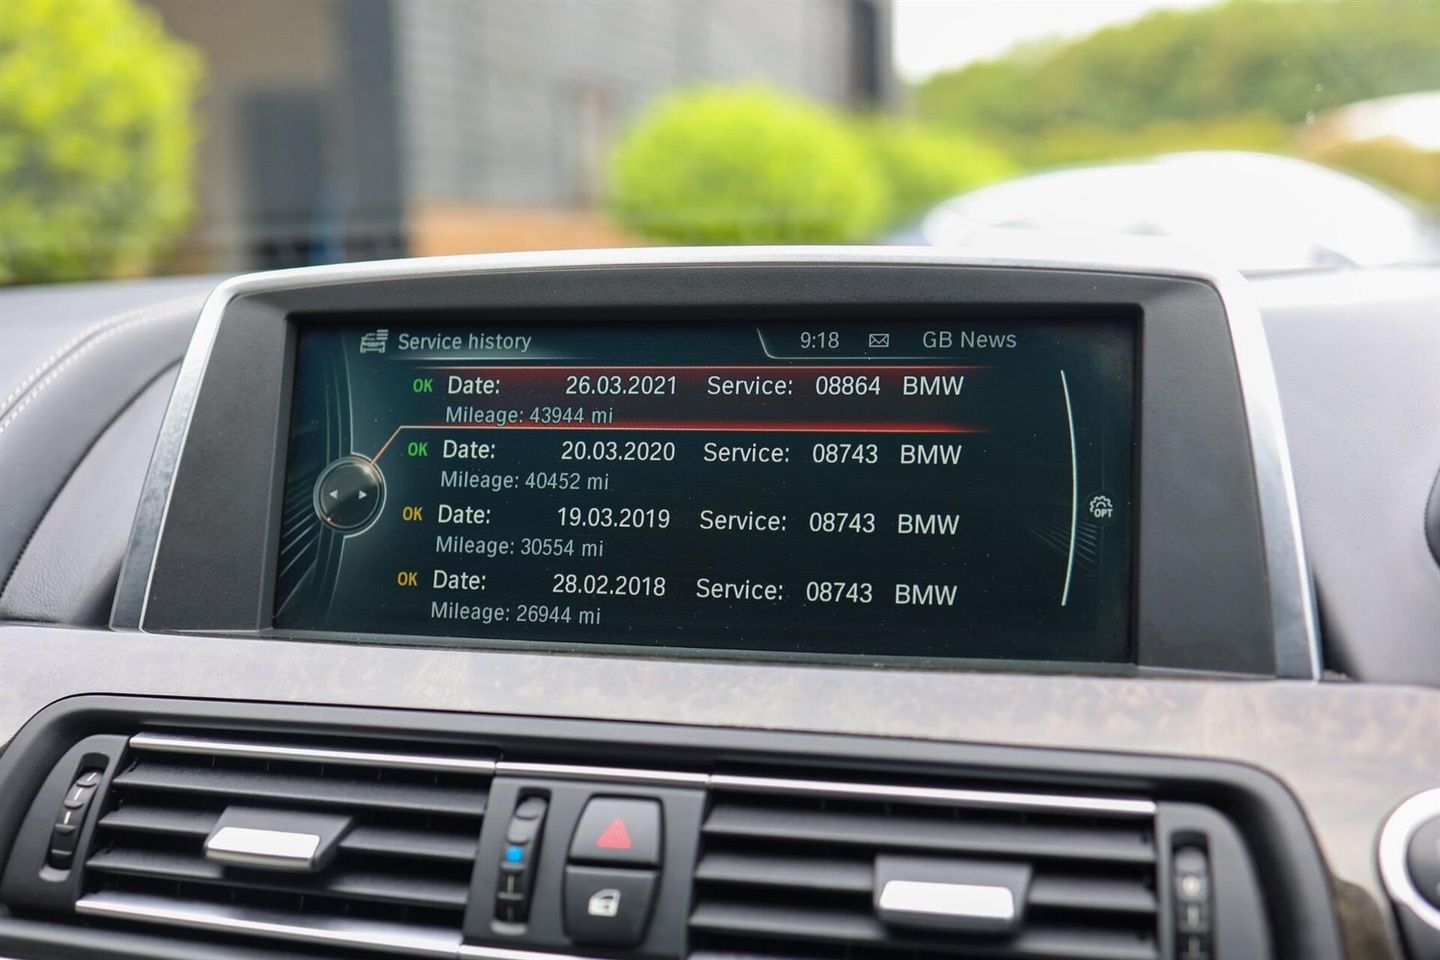 Service history 9:18 GB News
OK Date: 26.03.2021 Service: 08864 BMW
Mileage: 43944 mi
OK Date: 20.03.2020 Service: 08743 BMW
Mileage: 40452 mi
OK Date: 19.03.2019 Service: 08743 BMW
Mileage: 30554 mi
OPT
OK Date: 28.02.2018 Service: 08743 BMW
Mileage: 26944 mi